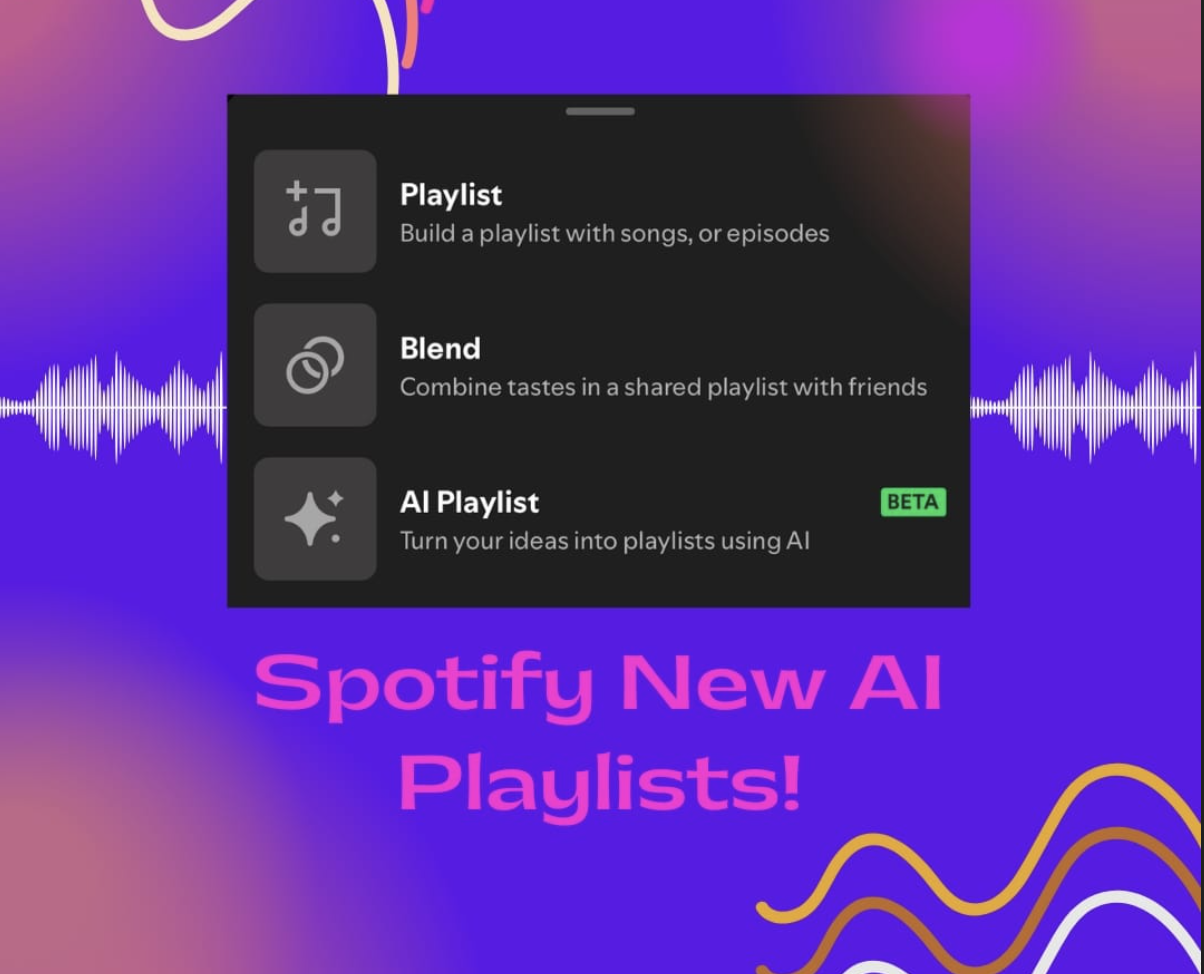 Playlist
Build a playlist with songs, or episodes
Blend
Combine tastes in a shared playlist with friends
AI Playlist
BETA
Turn your ideas into playlists using AI
Spotify New AI
Playlists!